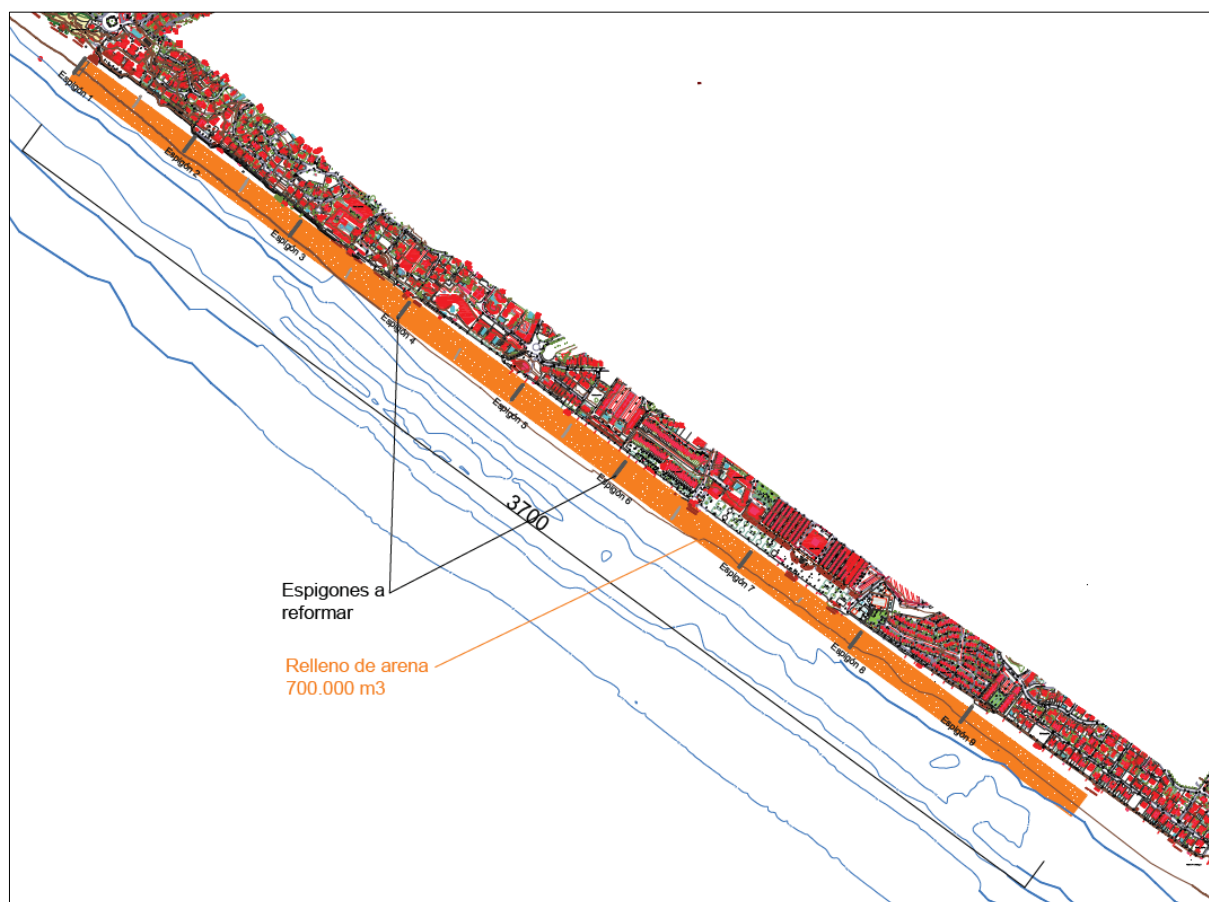 Espigón 1
Espigón 2
Espigón 3
Espigón 4
Espigón 5
Espigón 6
Espigón 7
Espigón 8
Espigón 9
3700
Espigones a
reformar
Relleno de arena
700.000 m3